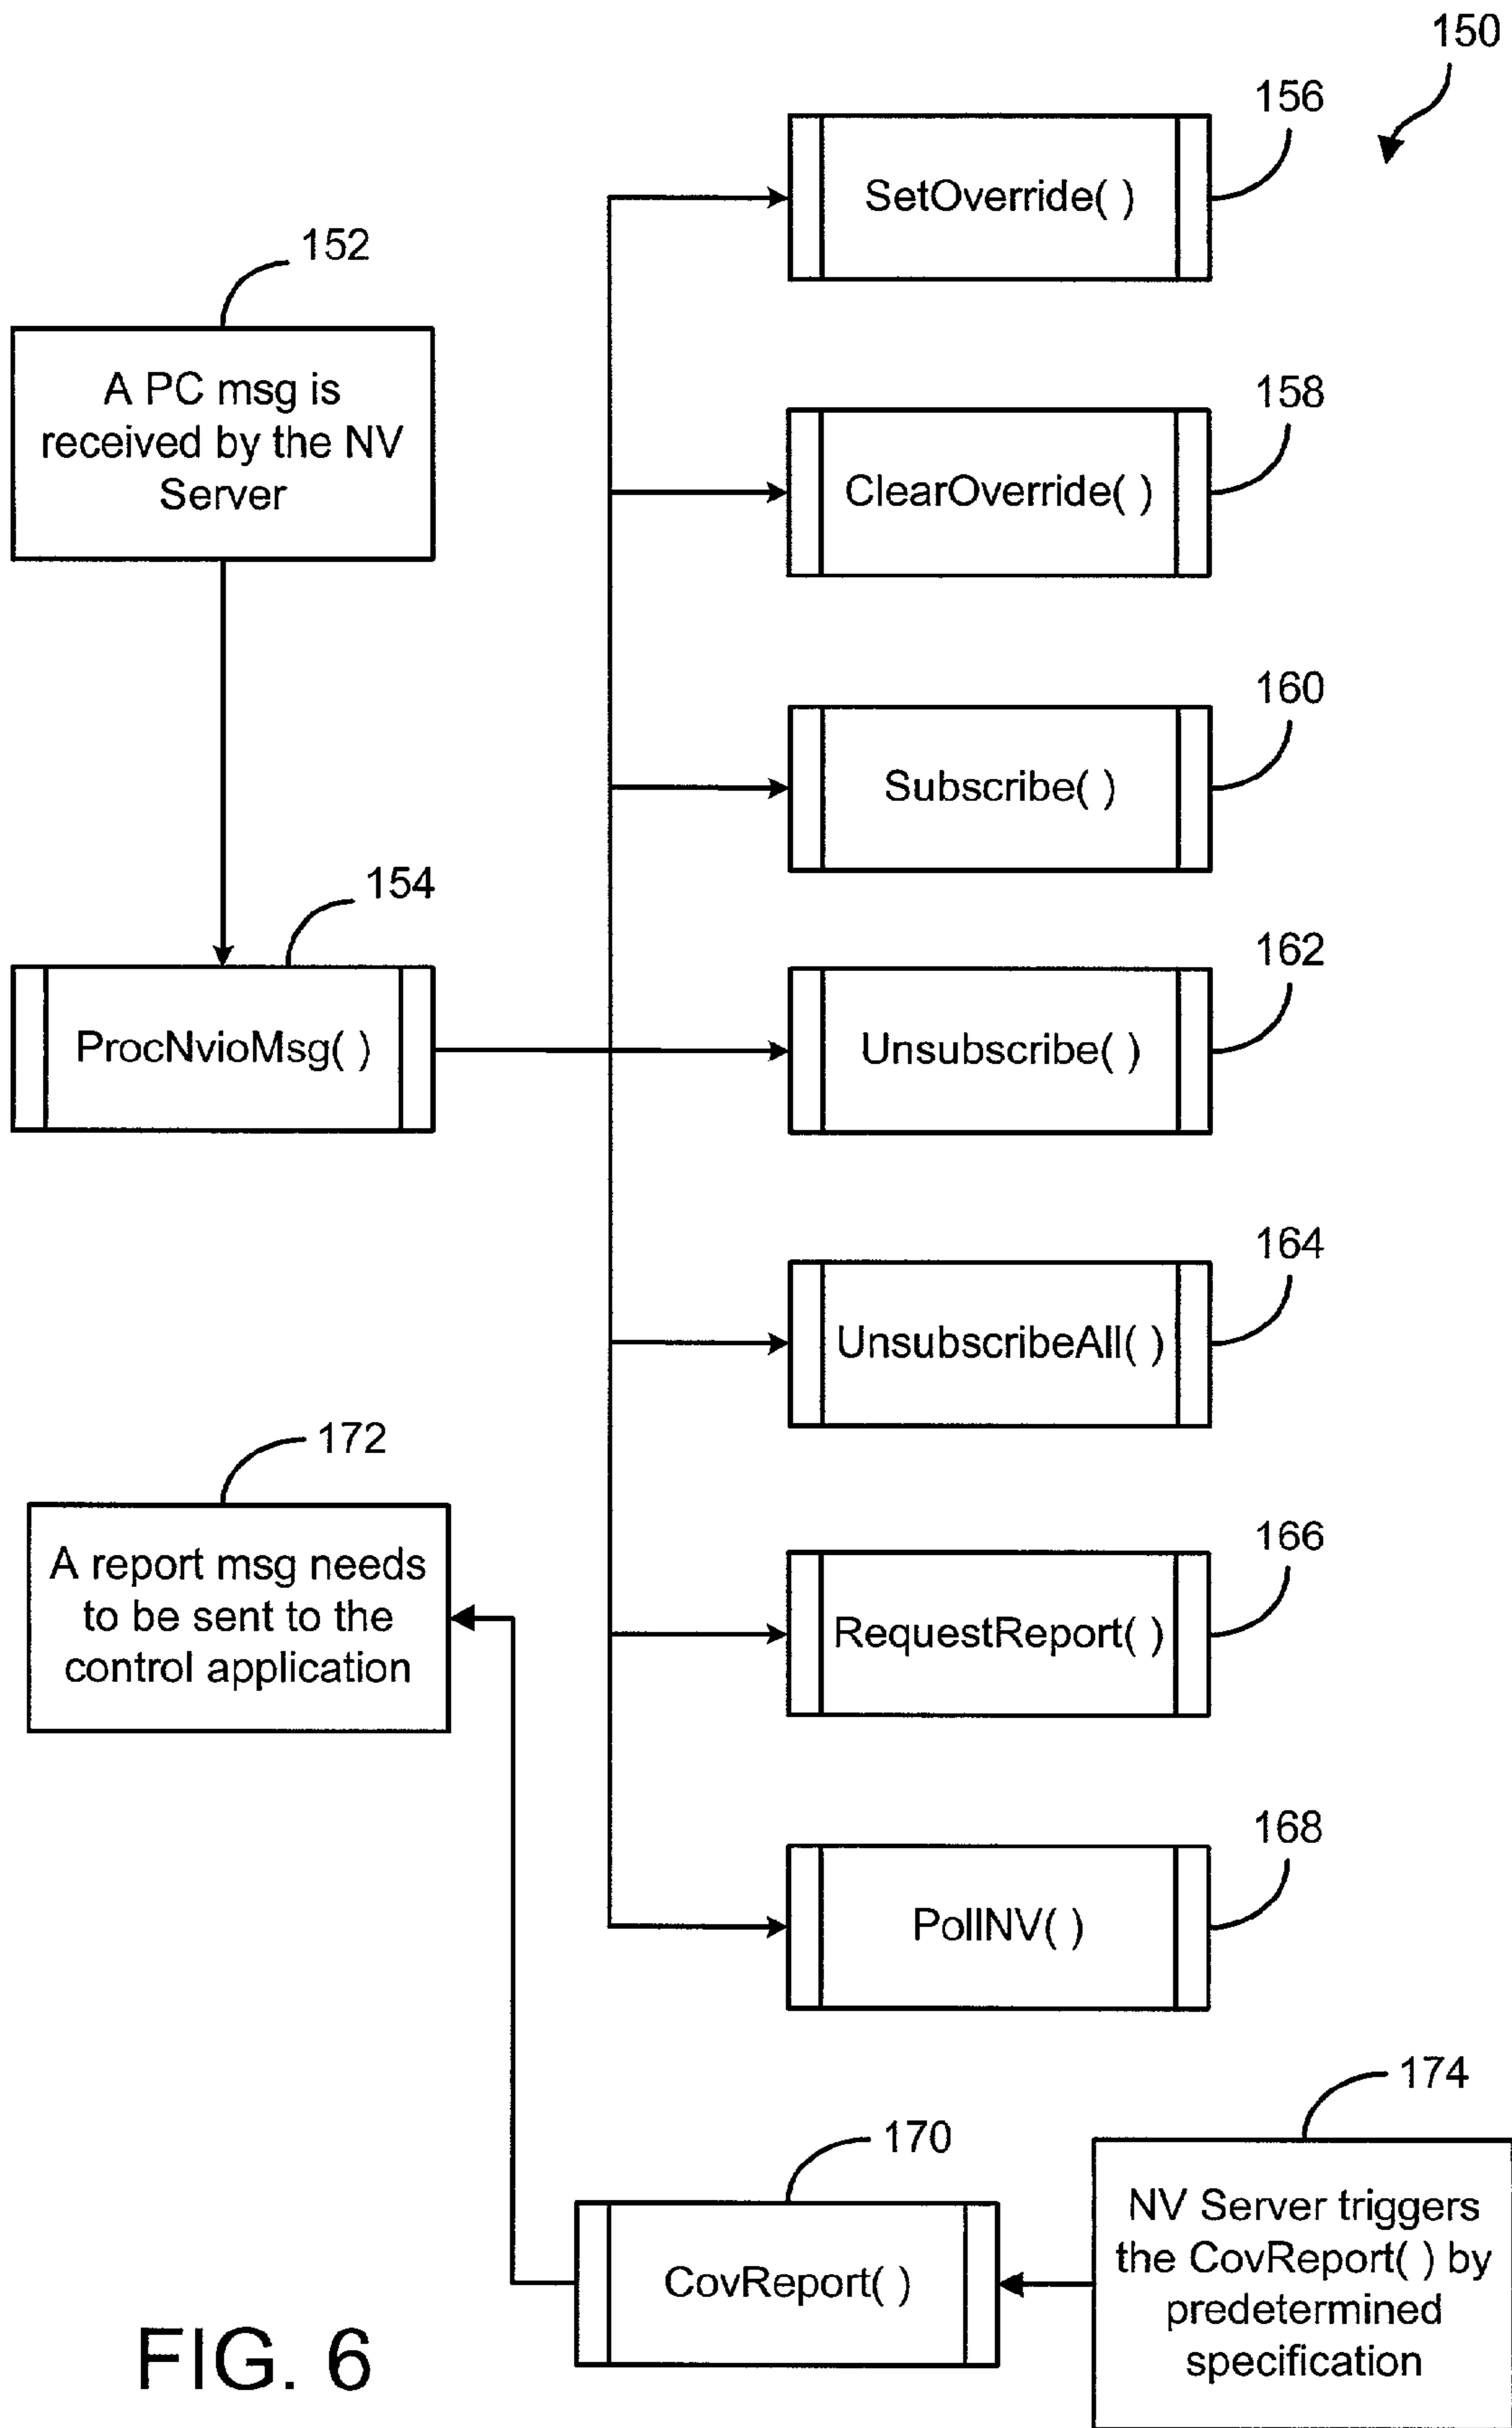 150
156
SetOverride( )
152
A PC msg is
received by the NV
Server
158
ClearOverride( )
160
Subscribe( )
154
ProcNvioMsg( )
162
Unsubscribe( )
164
UnsubscribeAll( )
172
A report msg needs
to be sent to the
control application
166
RequestReport( )
168
PollNV( )
174
NV Server triggers
the CovReport( ) by
predetermined
specification
170
CovReport( )
FIG. 6